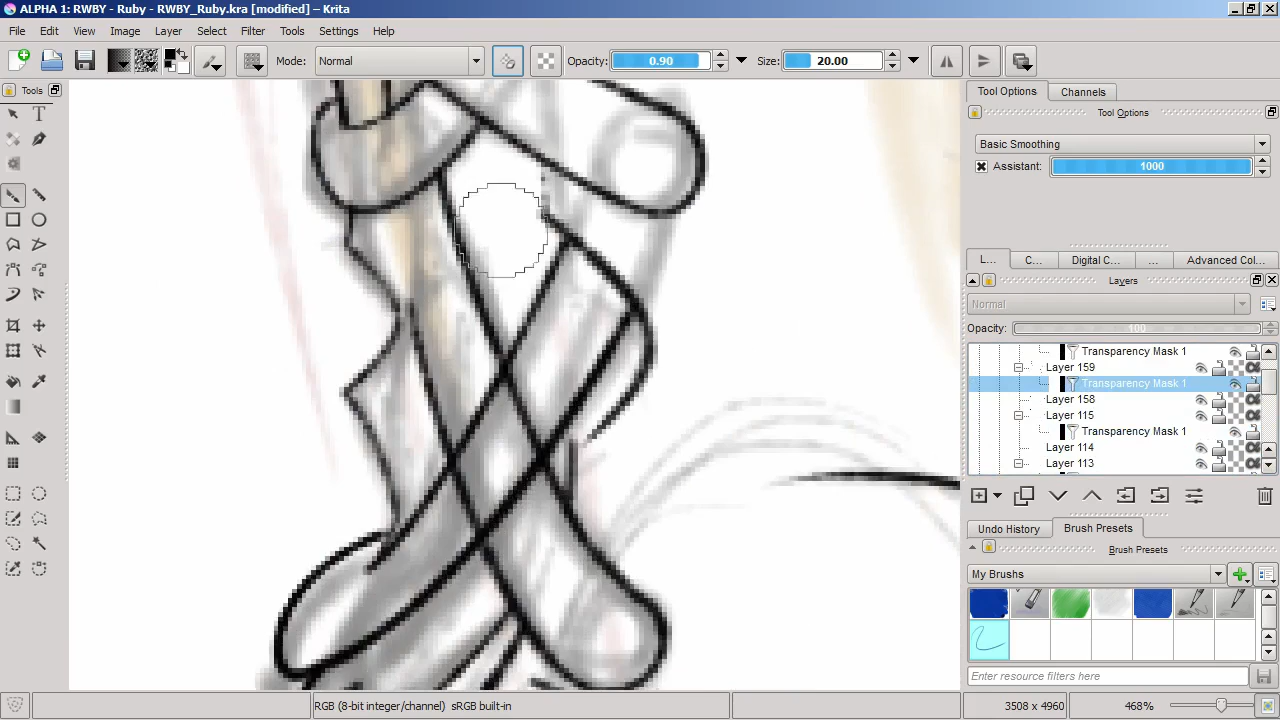 ALPHA 1: RWBY - Ruby - RWBY_Ruby.kra [modified] - Krita
File Edit View Image Layer Select Filter Tools Settings Help
Mode: Normal Opacity: 0.90 Size: 20.00
Tools
Tool Options Channels
Tool Options
Basic Smoothing
Assistant: 1000
L... C... Digital C... ... Advanced Col...
Layers
Normal
Opacity: 100
Transparency Mask 1
Layer 159
Transparency Mask 1
Layer 158
Layer 115
Transparency Mask 1
Layer 114
Layer 113
Undo History Brush Presets
Brush Presets
My Brushes
Enter resource filters here
RGB (8-bit integer/channel) sRGB built-in
3508 x 4960 468%